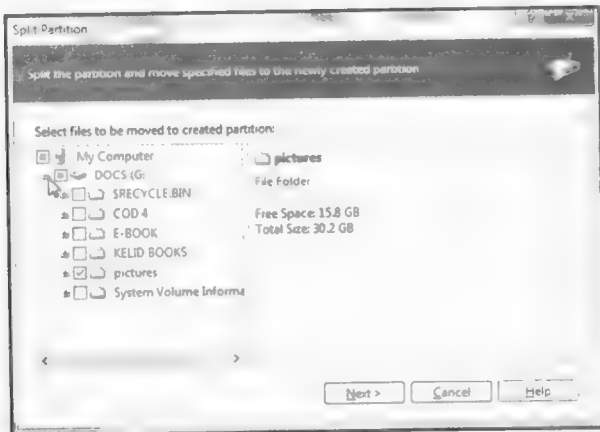 Split Partition
Split the partition and move specified files to the newly created partition
Select files to be moved to created partition:
My Computer
DOCS (G:
SRECYCLE.BIN
COD 4
E-BOOK
KELID BOOKS
pictures
System Volume Informa
pictures
File Folder
Free Space: 15.8 GB
Total Size: 30.2 GB
Next >
Cancel
Help